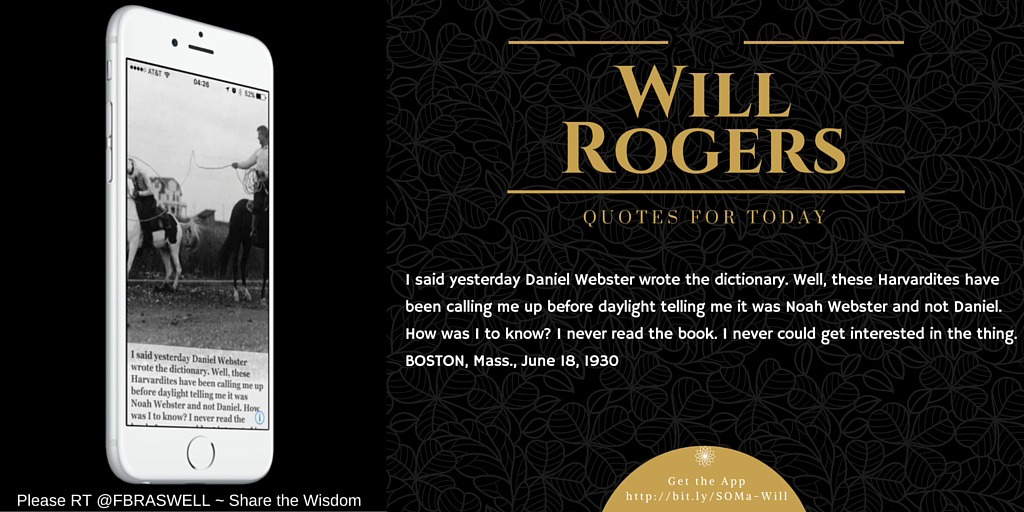 AT&T
04:26
52%
I said yesterday Daniel Webster
wrote the dictionary. Well, these
Harvardites have been calling me up
before daylight telling me it was
Noah Webster and not Daniel. How
was I to know? I never read the
Please RT @FBRASWELL ~ Share the Wisdom
WILL
ROGERS
QUOTES FOR TODAY
I said yesterday Daniel Webster wrote the dictionary. Well, these Harvardites have
been calling me up before daylight telling me it was Noah Webster and not Daniel.
How was I to know? I never read the book. I never could get interested in the thing.
BOSTON, Mass., June 18, 1930
Get the App
http://bit.ly/SOMa-Will